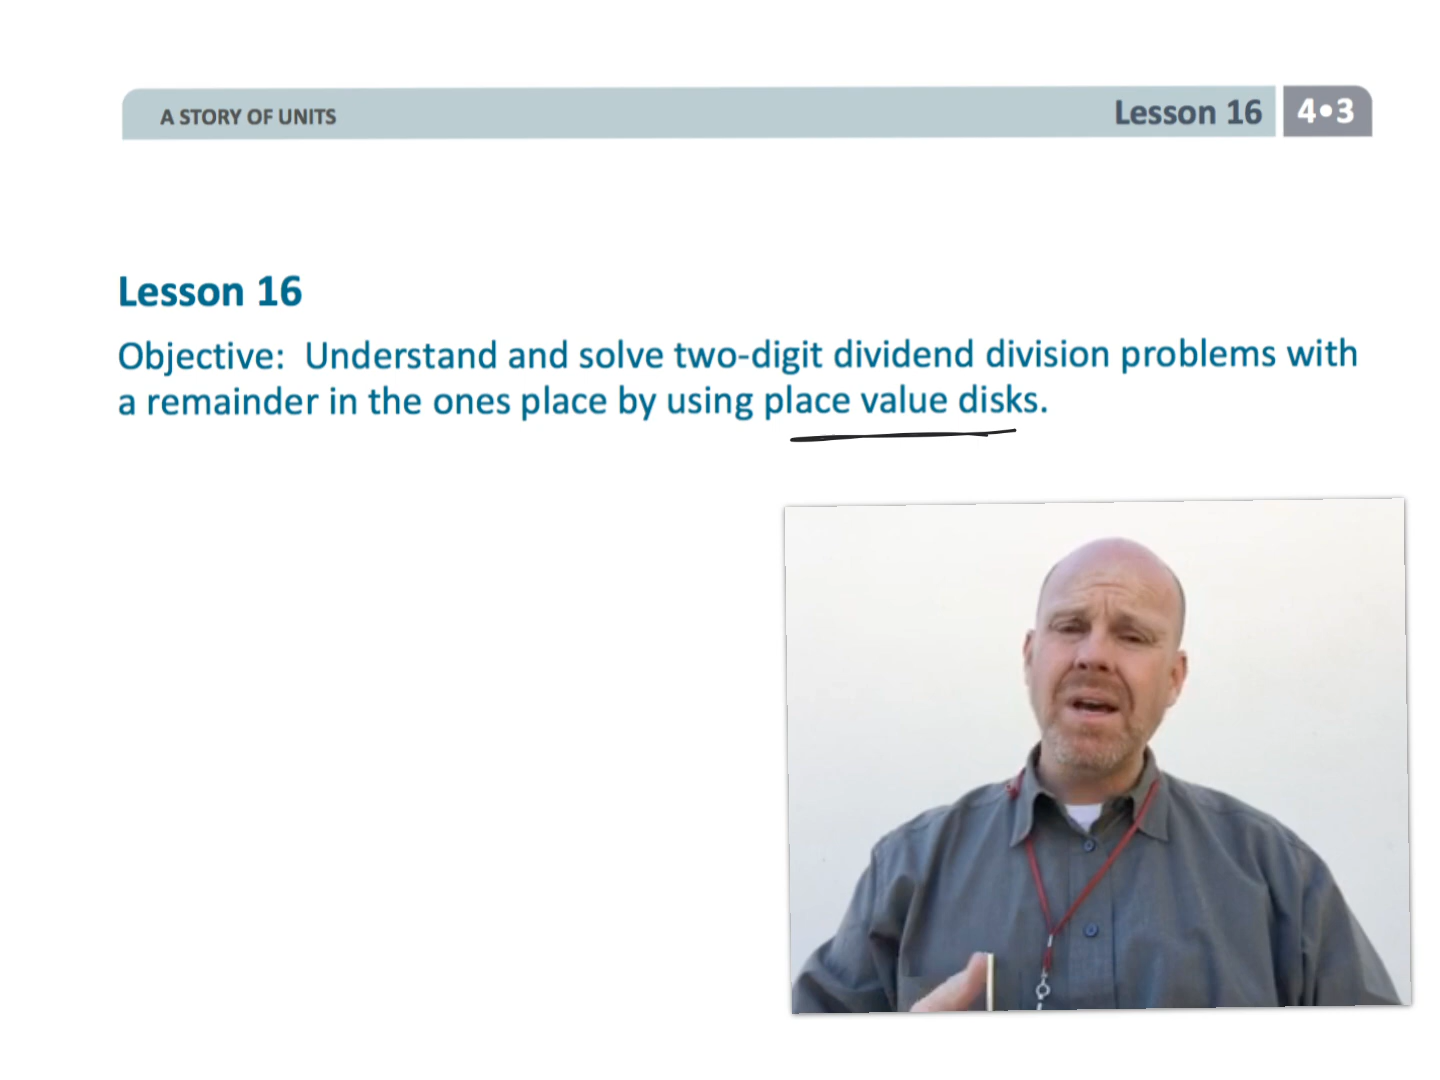 A STORY OF UNITS
Lesson 16
4•3
Lesson 16
Objective: Understand and solve two-digit dividend division problems with
a remainder in the ones place by using place value disks.